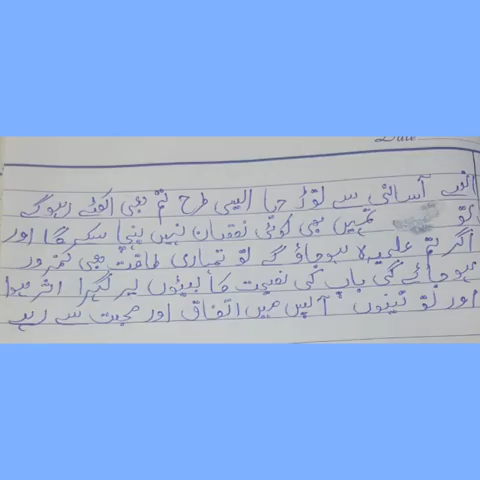 انہیں آسانی سے توڑ دیا ایسی طرح تم بھی اکٹھے رہو گے
تو تمہیں بھی کوئی نقصان نہیں پہنچا سکے گا اور
اگر تم علیحدہ ہو جاؤ گے تو تمہاری طاقت بھی کمزور
ہو جائے گی باپ کی نصیحت کا بیٹوں پر گہرا اثر ہوا
اور تو تینوں آپس میں اتفاق اور محبت سے رہے